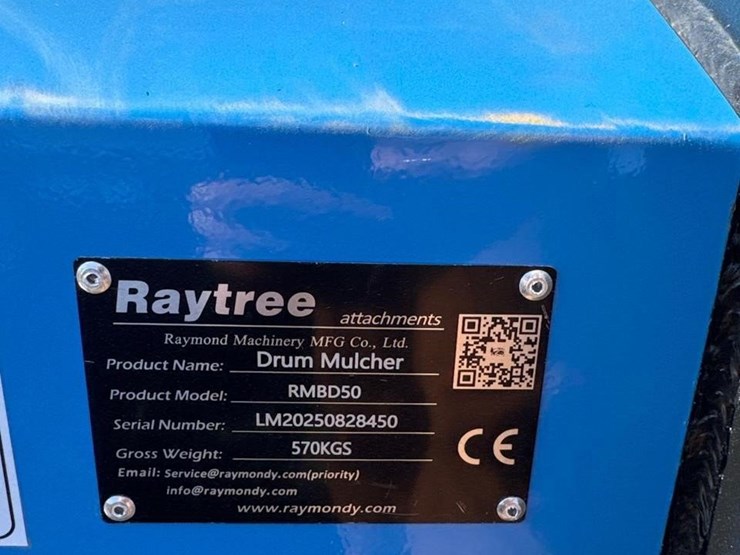 Raytree attachments
Raymond Machinery MFG Co., Ltd.
Product Name: Drum Mulcher
Product Model: RMBD50
Serial Number: LM20250828450
Gross Weight: 570KGS
CE
Email: Service@raymondy.com(priority)
info@raymondy.com
www.raymondy.com